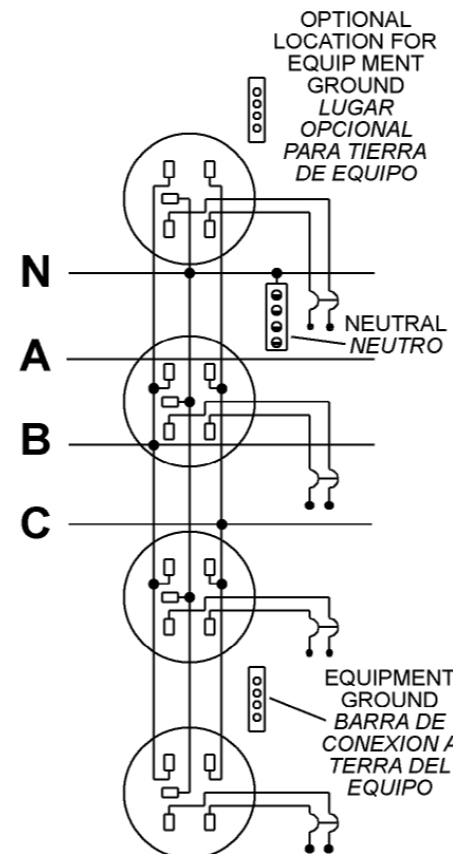 OPTIONAL
LOCATION FOR
EQUIP MENT
GROUND
LUGAR
OPCIONAL
PARA TIERRA
DE EQUIPO
N
NEUTRAL
NEUTRO
A
B
C
EQUIPMENT
GROUND
BARRA DE
CONEXION A
TERRA DEL
EQUIPO